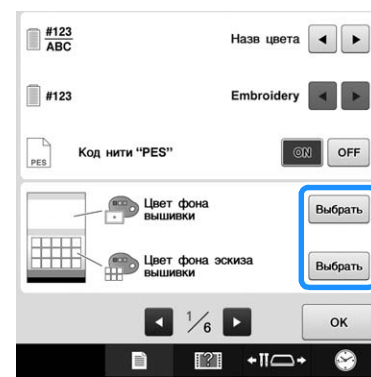 #123
ABC
Назв цвета
#123
Embroidery
PES
Код нити “PES”
ON
OFF
Цвет фона
вышивки
Выбрать
Цвет фона эскиза
вышивки
Выбрать
1/6
OK
?